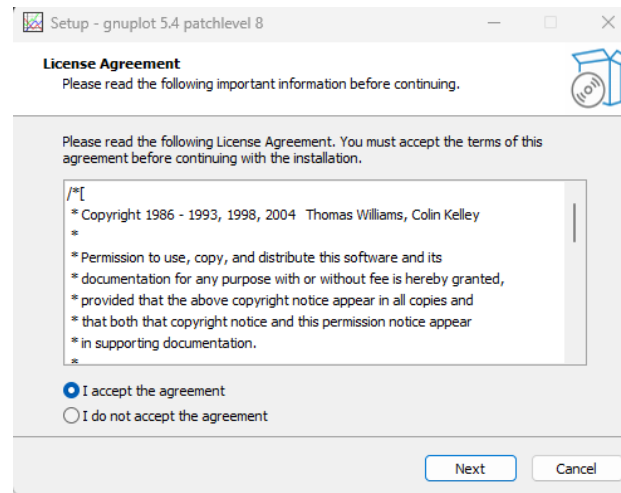 Setup - gnuplot 5.4 patchlevel 8
License Agreement
Please read the following important information before continuing.
Please read the following License Agreement. You must accept the terms of this
agreement before continuing with the installation.
/*[
* Copyright 1986 - 1993, 1998, 2004 Thomas Williams, Colin Kelley
*
* Permission to use, copy, and distribute this software and its
* documentation for any purpose with or without fee is hereby granted,
* provided that the above copyright notice appear in all copies and
* that both that copyright notice and this permission notice appear
* in supporting documentation.
*
I accept the agreement
I do not accept the agreement
Next Cancel